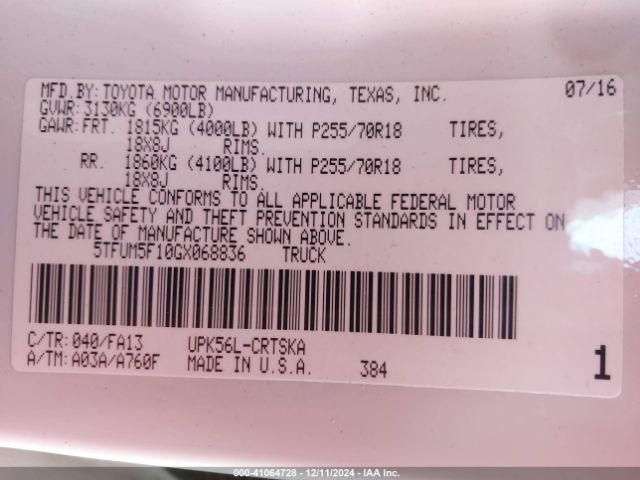 MFD.BY: TOYOTA MOTOR MANUFACTURING, TEXAS, INC. 07/16
GVWR: 3130KG (6900LB)
GAWR: FRT. 1815KG (4000LB) WITH P255/70R18 TIRES,
18X8J RIMS.
RR. 1860KG (4100LB) WITH P255/70R18 TIRES,
18X8J RIMS.
THIS VEHICLE CONFORMS TO ALL APPLICABLE FEDERAL MOTOR
VEHICLE SAFETY AND THEFT PREVENTION STANDARDS IN EFFECT ON
THE DATE OF MANUFACTURE SHOWN ABOVE.
5TFUM5F10GX068836 TRUCK
C/TR: 040/FA13 UPK56L-CRTSKA
A/TM: A03A/A760F MADE IN U.S.A. 384 1
000-41064728 - 12/11/2024 - IAA Inc.